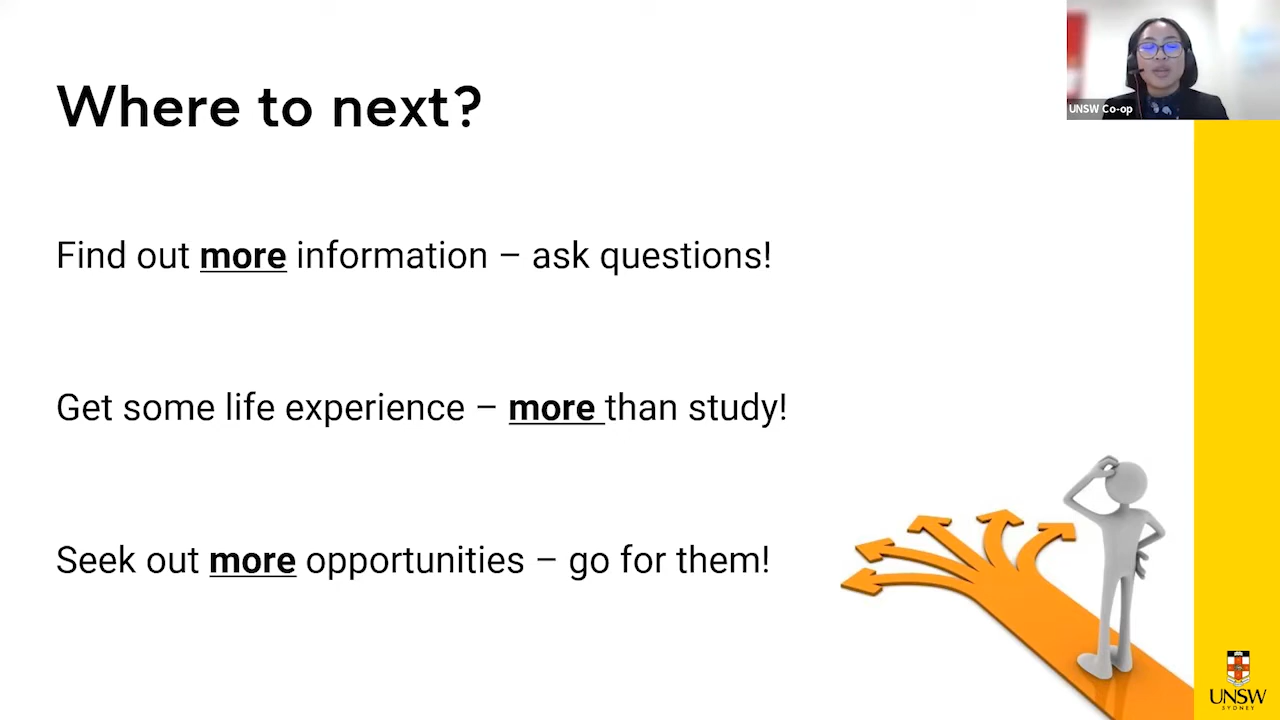 Where to next?
UNSW Co-op
Find out more information – ask questions!
Get some life experience – more than study!
Seek out more opportunities – go for them!
UNSW
SYDNEY